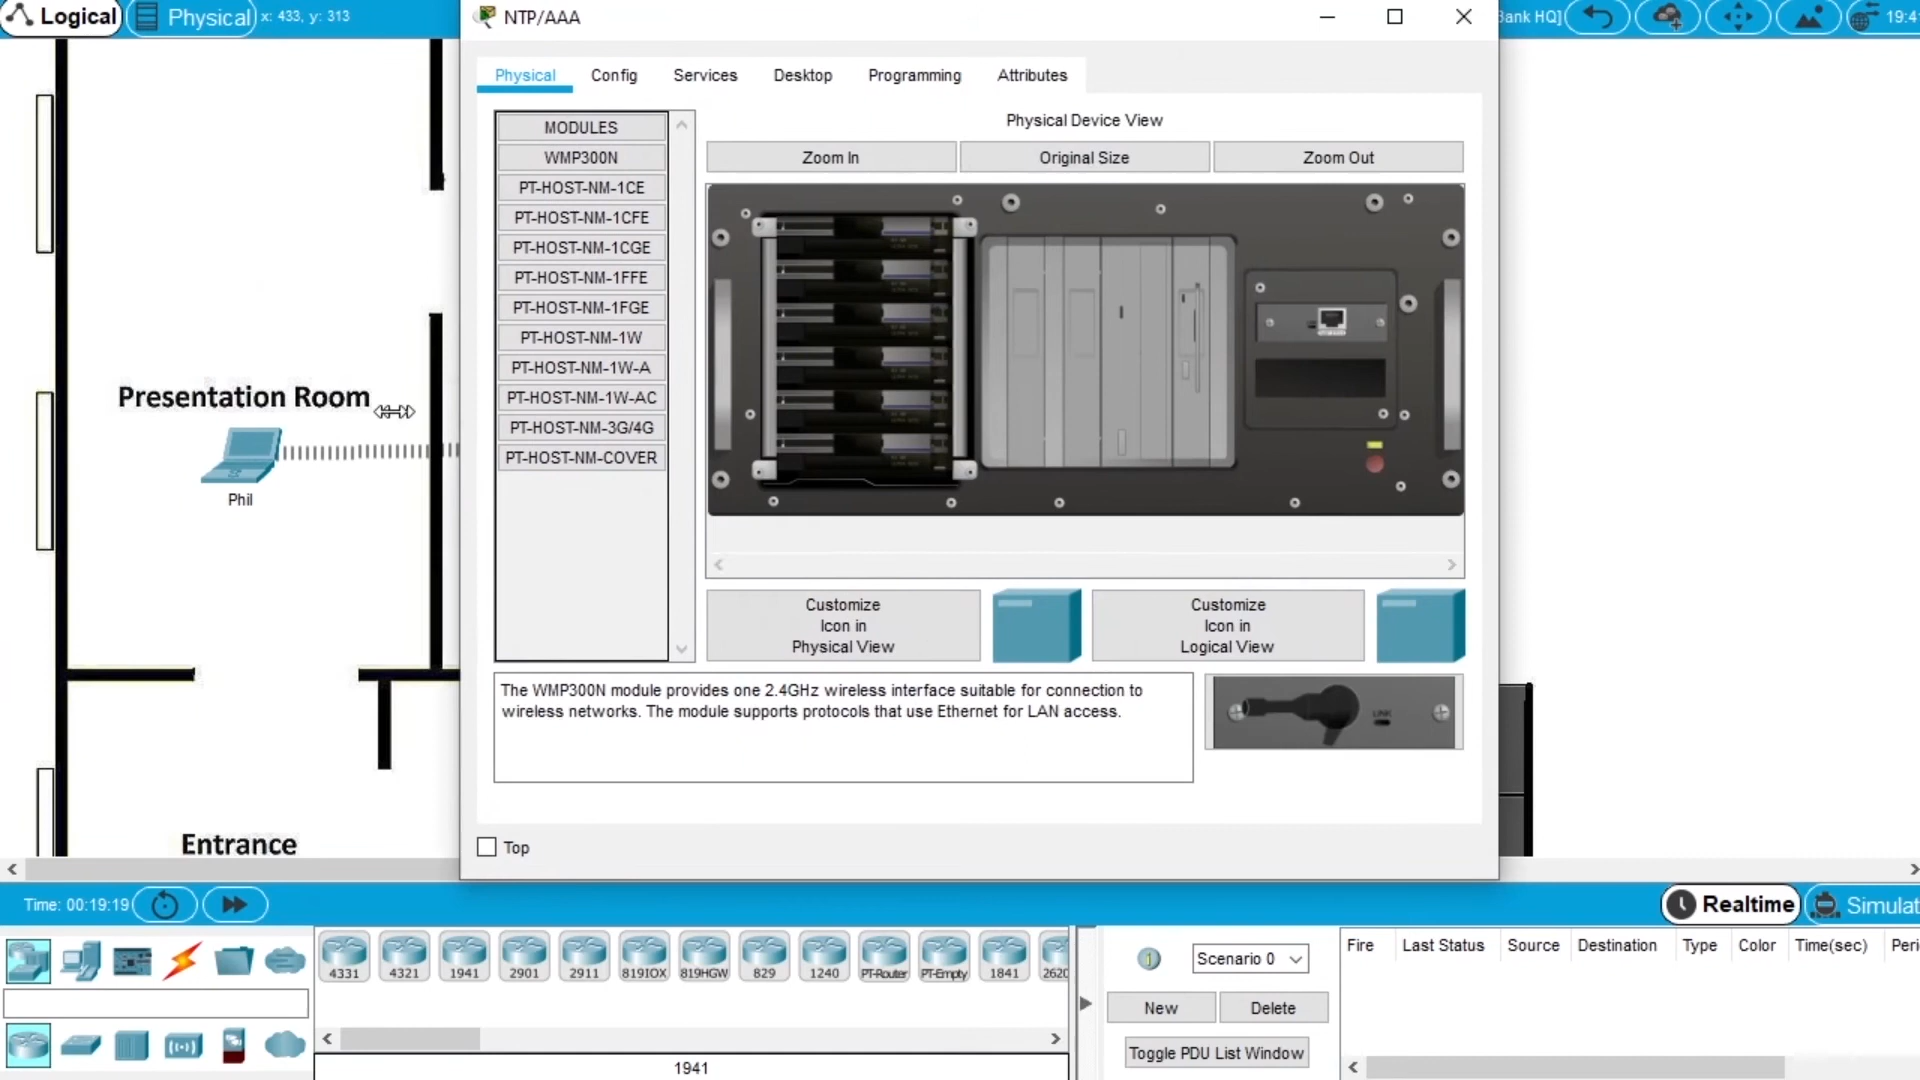 Logical
Physical
x: 433, y: 313
NTP/AAA
Bank HQ]
Physical
Config
Services
Desktop
Programming
Attributes
MODULES
WMP300N
PT-HOST-NM-1CE
PT-HOST-NM-1CFE
PT-HOST-NM-1CGE
PT-HOST-NM-1FFE
PT-HOST-NM-1FGE
PT-HOST-NM-1W
PT-HOST-NM-1W-A
PT-HOST-NM-1W-AC
PT-HOST-NM-3G/4G
PT-HOST-NM-COVER
Physical Device View
Zoom In
Original Size
Zoom Out
Customize
Icon in
Physical View
Customize
Icon in
Logical View
The WMP300N module provides one 2.4GHz wireless interface suitable for connection to
wireless networks. The module supports protocols that use Ethernet for LAN access.
LINK
Top
Presentation Room
Phil
Entrance
Time: 00:19:19
Realtime
Simulat
4331
4321
1941
2901
2911
819IOX
819HGW
829
1240
PT-Router
PT-Empty
1841
2620
1941
Scenario 0
New
Delete
Toggle PDU List Window
Fire
Last Status
Source
Destination
Type
Color
Time(sec)
Peri